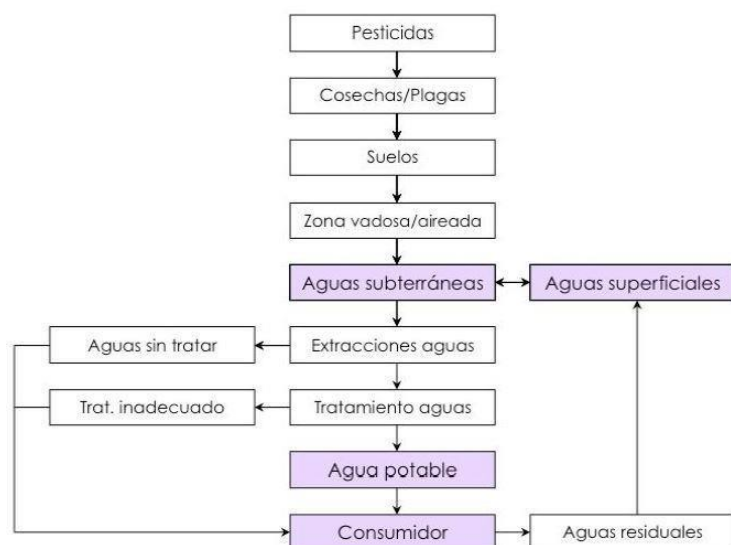 Pesticidas
Cosechas/Plagas
Suelos
Zona vadosa/aireada
Aguas subterráneas
Aguas superficiales
Aguas sin tratar
Extracciones aguas
Trat. inadecuado
Tratamiento aguas
Agua potable
Consumidor
Aguas residuales